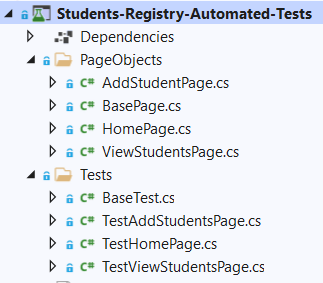 Students-Registry-Automated-Tests
Dependencies
PageObjects
C# AddStudentPage.cs
C# BasePage.cs
C# HomePage.cs
C# ViewStudentsPage.cs
Tests
C# BaseTest.cs
C# TestAddStudentsPage.cs
C# TestHomePage.cs
C# TestViewStudentsPage.cs